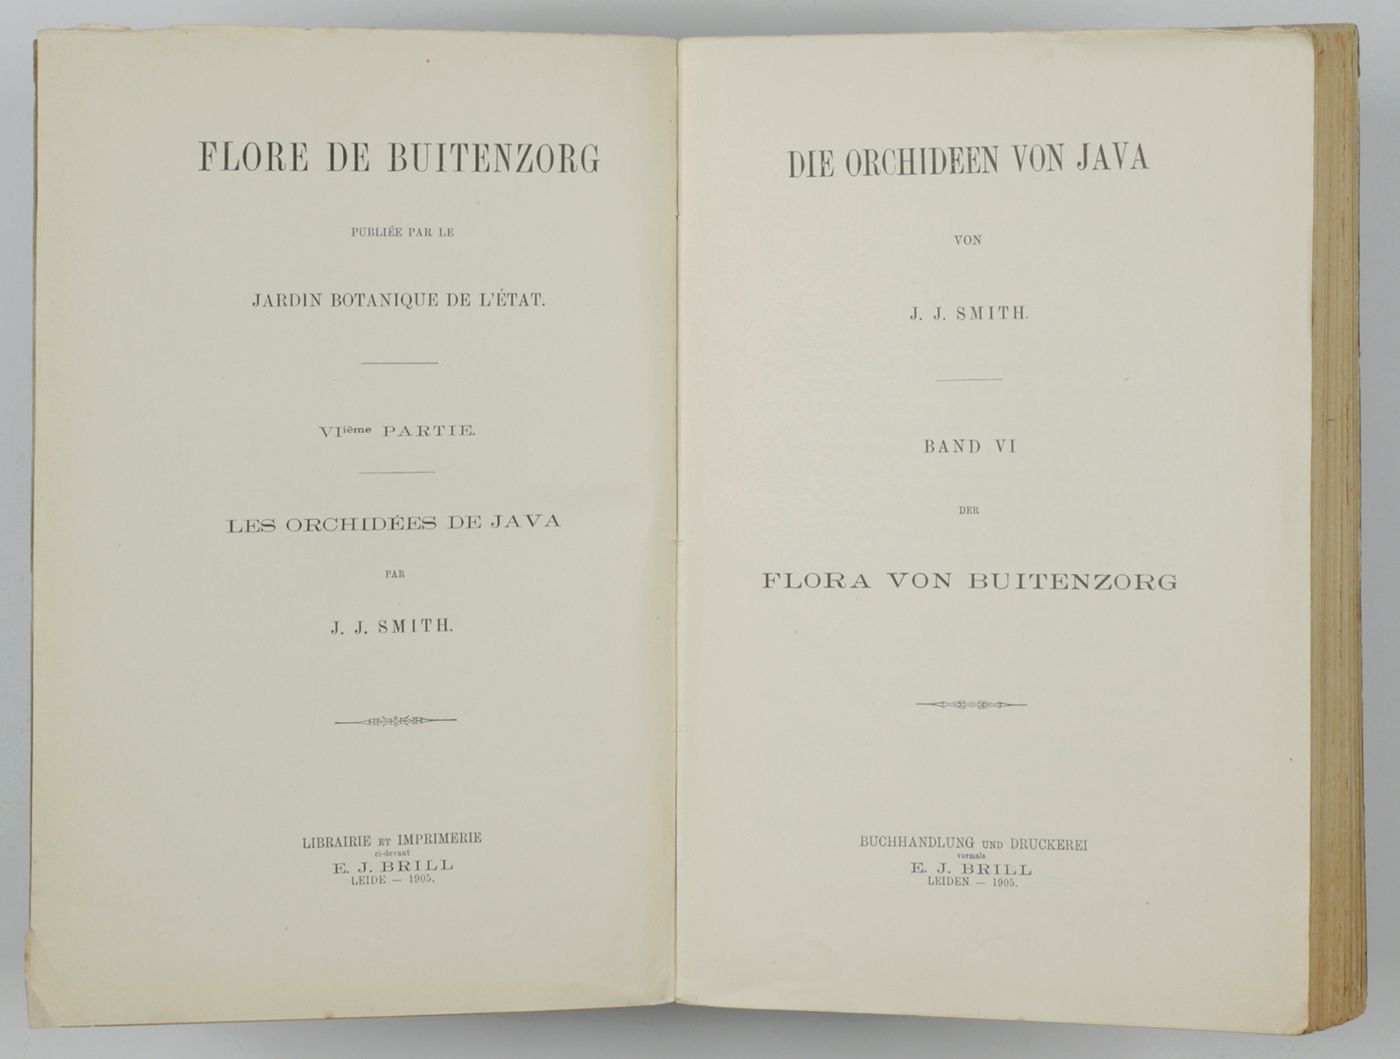 FLORE DE BUITENZORG
PUBLIÉE PAR LE
JARDIN BOTANIQUE DE L'ÉTAT.
VIième PARTIE.
LES ORCHIDÉES DE JAVA
PAR
J. J. SMITH.
LIBRAIRIE ET IMPRIMERIE
ci-devant
E. J. BRILL
LEIDE — 1905.
DIE ORCHIDEEN VON JAVA
VON
J. J. SMITH.
BAND VI
DER
FLORA VON BUITENZORG
BUCHHANDLUNG UND DRUCKEREI
vormals
E. J. BRILL
LEIDEN — 1905.